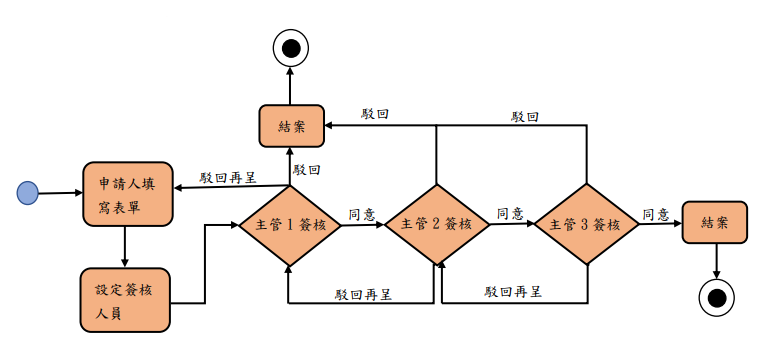 駁回
駁回
結案
駁回
駁回再呈
申請人填
寫表單
同意
同意
同意
主管1簽核
主管2簽核
主管3簽核
結案
設定簽核
人員
駁回再呈
駁回再呈